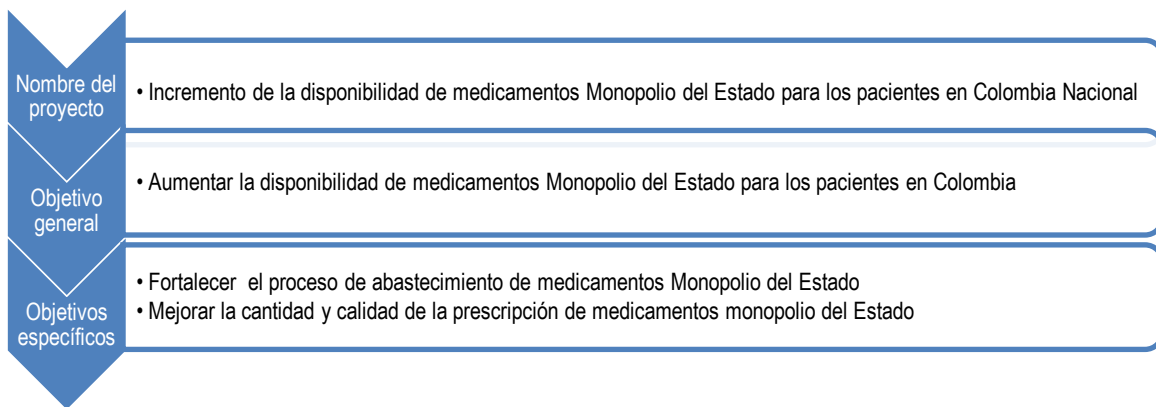 Nombre del
proyecto
• Incremento de la disponibilidad de medicamentos Monopolio del Estado para los pacientes en Colombia Nacional
Objetivo
general
• Aumentar la disponibilidad de medicamentos Monopolio del Estado para los pacientes en Colombia
Objetivos
específicos
• Fortalecer el proceso de abastecimiento de medicamentos Monopolio del Estado
• Mejorar la cantidad y calidad de la prescripción de medicamentos monopolio del Estado